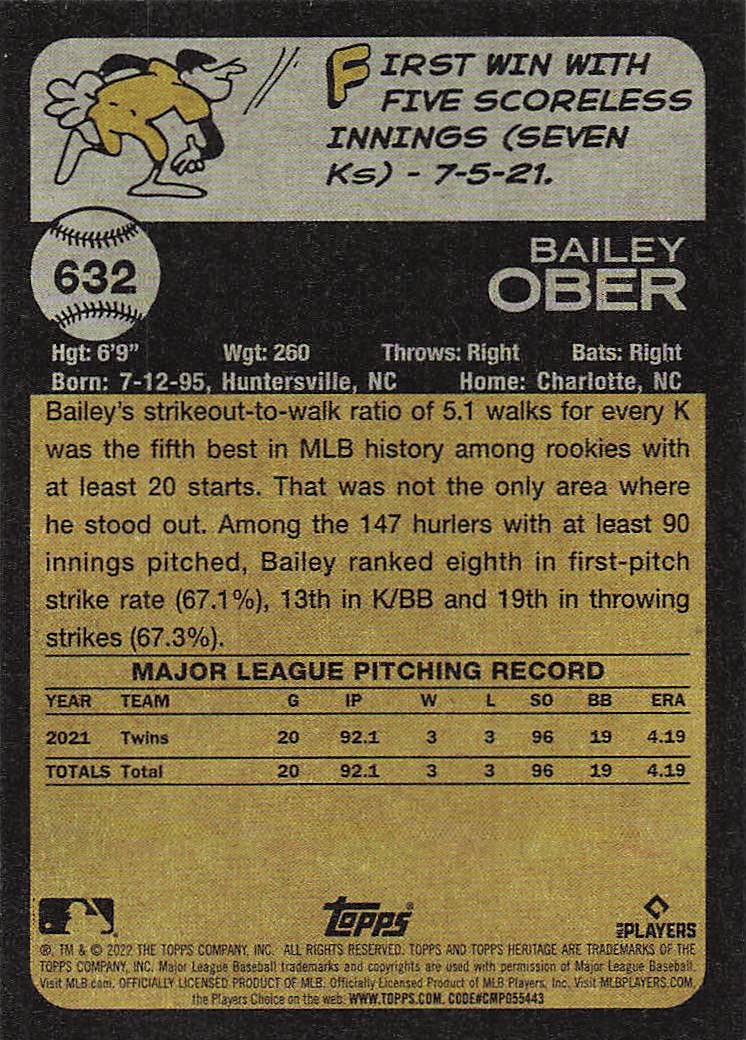 FIRST WIN WITH
FIVE SCORELESS
INNINGS (SEVEN
Ks) - 7-5-21.
632
BAILEY
OBER
Hgt: 6'9" Wgt: 260 Throws: Right Bats: Right
Born: 7-12-95, Huntersville, NC Home: Charlotte, NC
Bailey's strikeout-to-walk ratio of 5.1 walks for every K
was the fifth best in MLB history among rookies with
at least 20 starts. That was not the only area where
he stood out. Among the 147 hurlers with at least 90
innings pitched, Bailey ranked eighth in first-pitch
strike rate (67.1%), 13th in K/BB and 19th in throwing
strikes (67.3%).
MAJOR LEAGUE PITCHING RECORD
YEAR TEAM G IP W L SO BB ERA
2021 Twins 20 92.1 3 3 96 19 4.19
TOTALS Total 20 92.1 3 3 96 19 4.19
TOPPS®
MLB PLAYERS
®, TM & © 2022 THE TOPPS COMPANY, INC. ALL RIGHTS RESERVED. TOPPS AND TOPPS HERITAGE ARE TRADEMARKS OF THE
TOPPS COMPANY, INC. Major League Baseball trademarks and copyrights are used with permission of Major League Baseball.
Visit MLB.com. OFFICIALLY LICENSED PRODUCT OF MLB. Officially Licensed Product of MLB Players, Inc. Visit MLBPLAYERS.COM,
the Players Choice on the web. WWW.TOPPS.COM. CODE#CMP055443